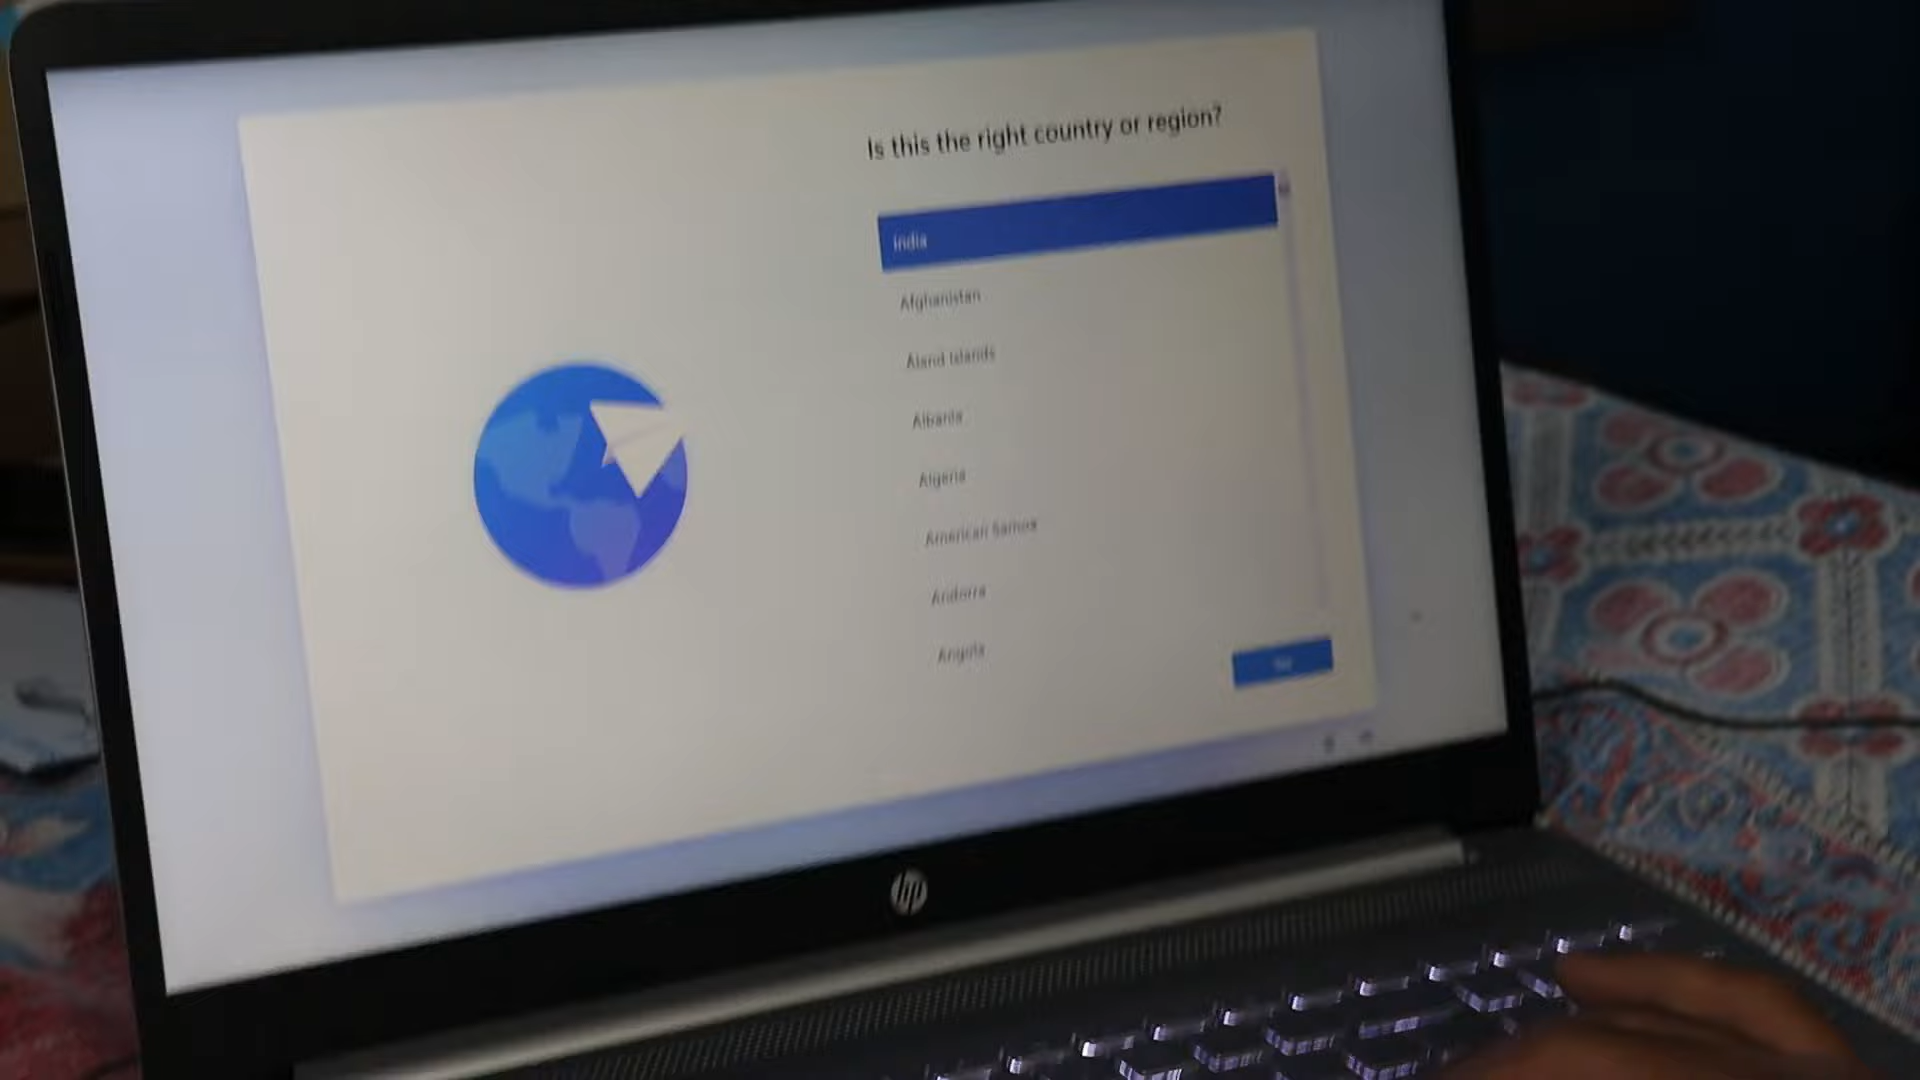 Is this the right country or region?
India
Afghanistan
Åland Islands
Albania
Algeria
American Samoa
Andorra
Angola
hp